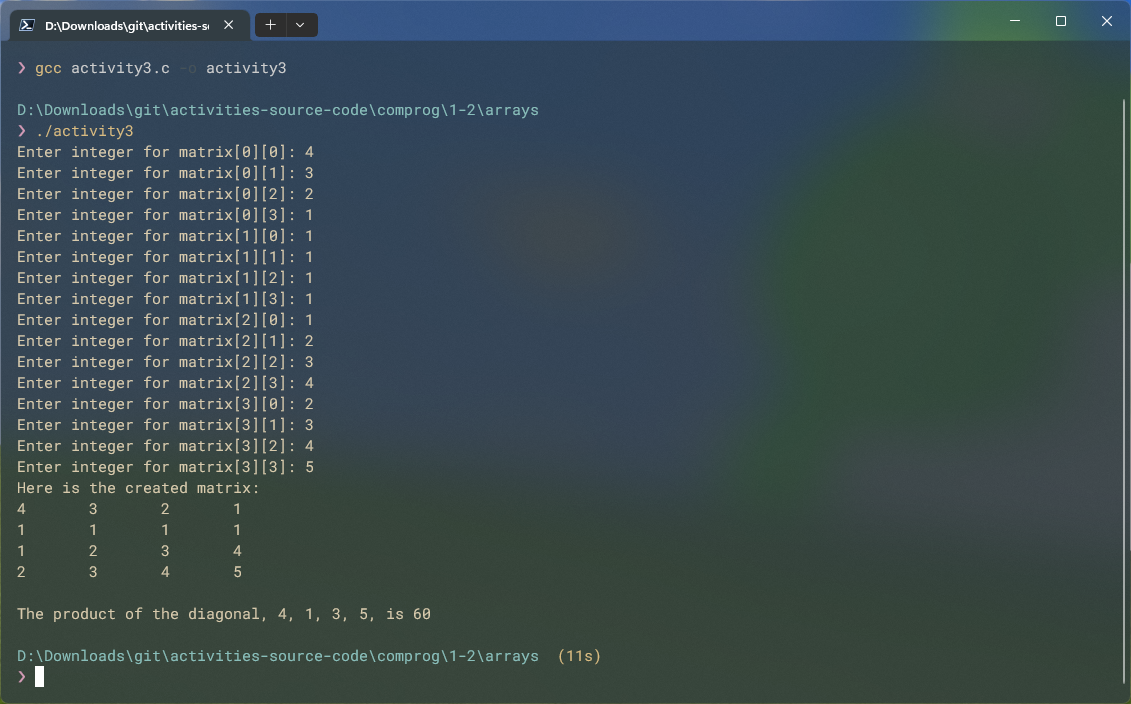 D:\Downloads\git\activities-s
❯ gcc activity3.c -o activity3
D:\Downloads\git\activities-source-code\comprog\1-2\arrays
❯ ./activity3
Enter integer for matrix[0][0]: 4
Enter integer for matrix[0][1]: 3
Enter integer for matrix[0][2]: 2
Enter integer for matrix[0][3]: 1
Enter integer for matrix[1][0]: 1
Enter integer for matrix[1][1]: 1
Enter integer for matrix[1][2]: 1
Enter integer for matrix[1][3]: 1
Enter integer for matrix[2][0]: 1
Enter integer for matrix[2][1]: 2
Enter integer for matrix[2][2]: 3
Enter integer for matrix[2][3]: 4
Enter integer for matrix[3][0]: 2
Enter integer for matrix[3][1]: 3
Enter integer for matrix[3][2]: 4
Enter integer for matrix[3][3]: 5
Here is the created matrix:
4 3 2 1
1 1 1 1
1 2 3 4
2 3 4 5
The product of the diagonal, 4, 1, 3, 5, is 60
D:\Downloads\git\activities-source-code\comprog\1-2\arrays (11s)
❯